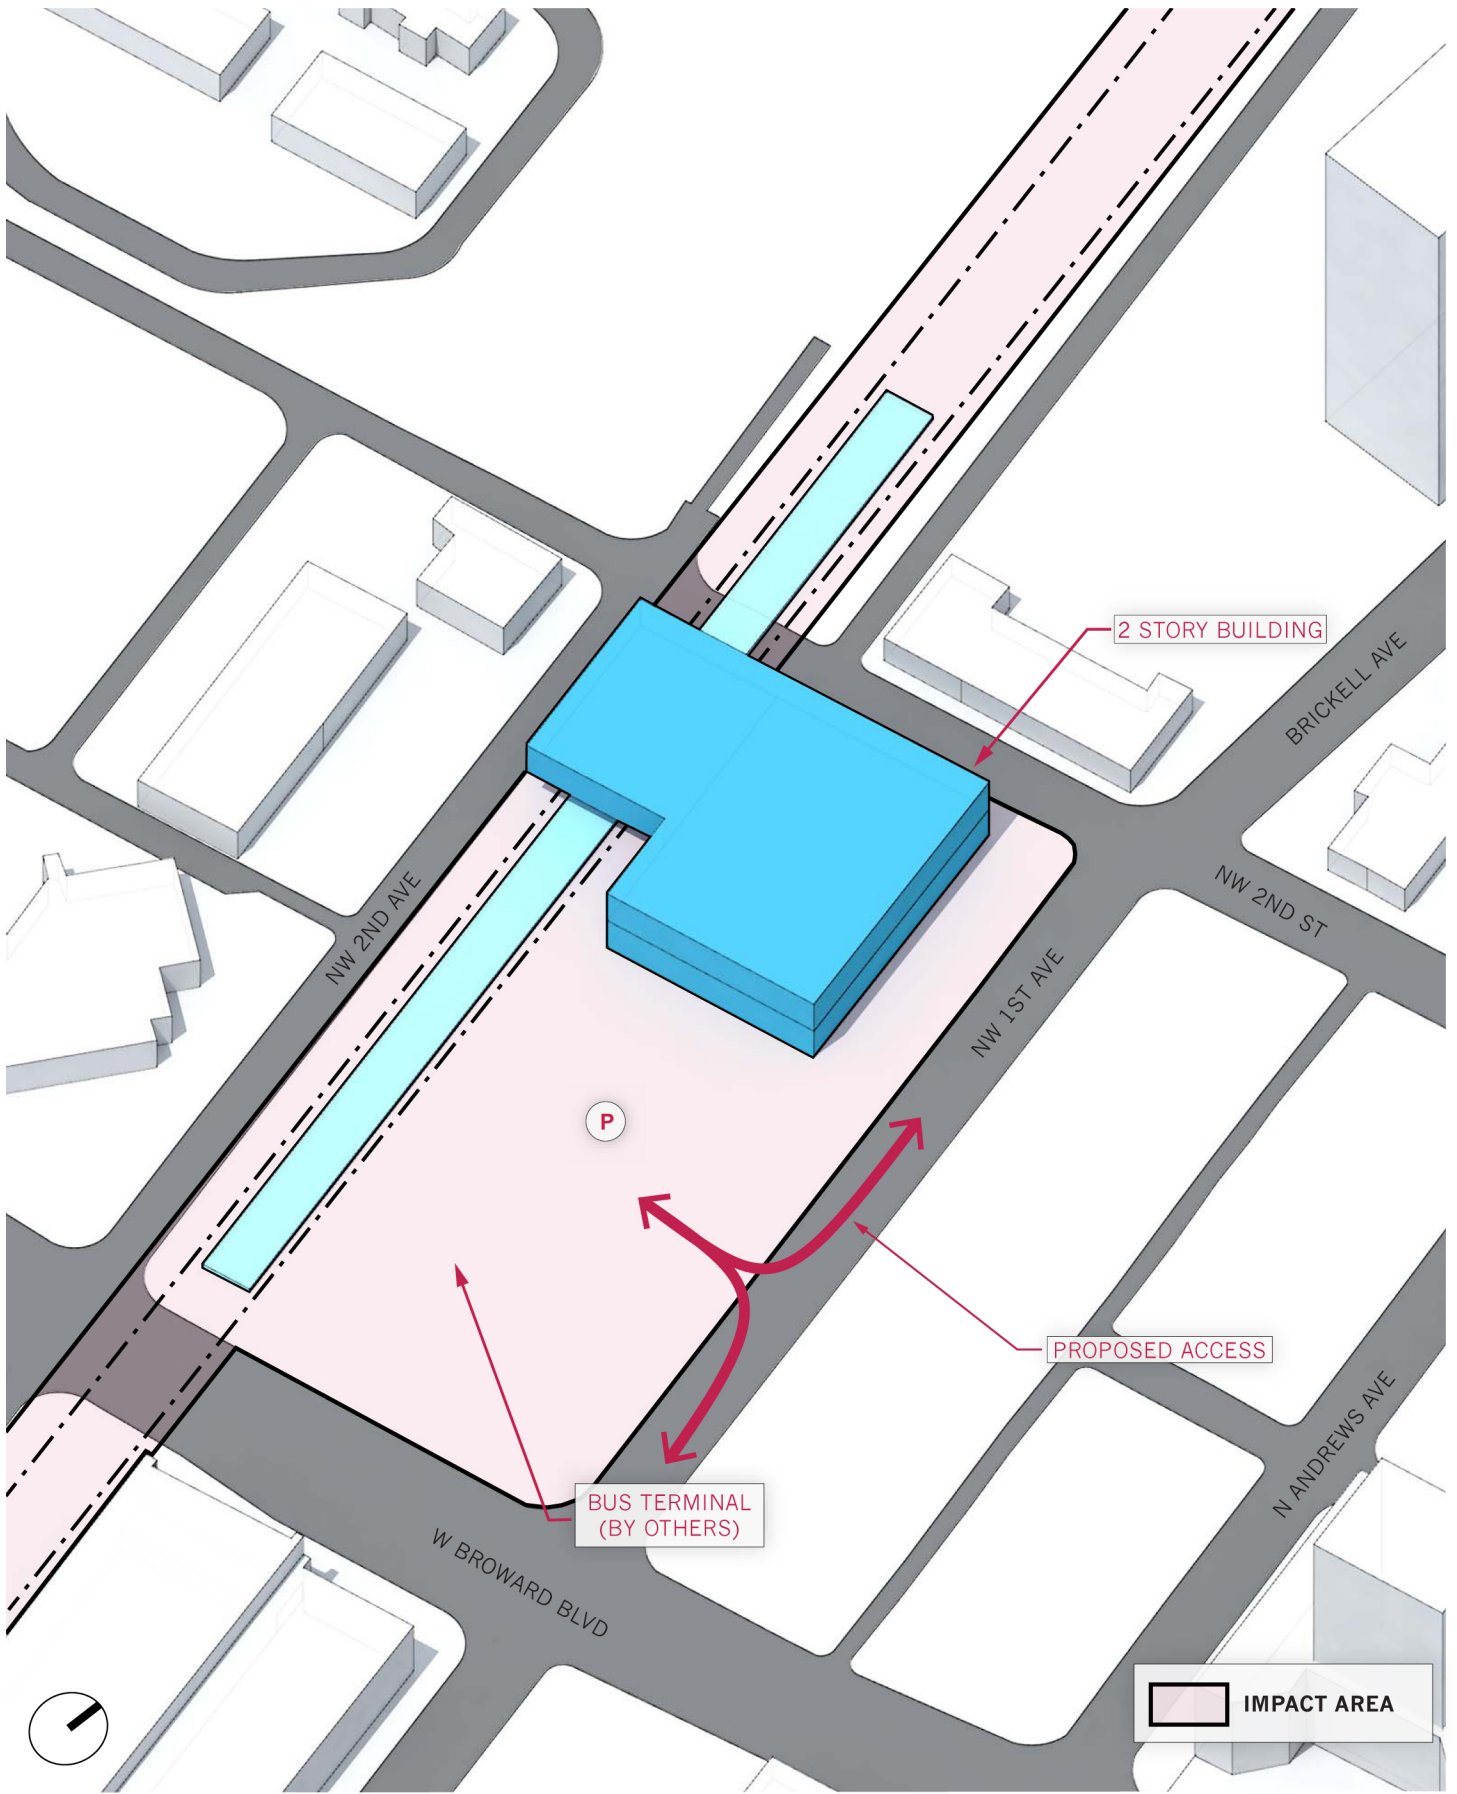 2 STORY BUILDING
BRICKELL AVE
NW 2ND AVE
NW 2ND ST
NW 1ST AVE
P
PROPOSED ACCESS
N ANDREWS AVE
BUS TERMINAL
(BY OTHERS)
W BROWARD BLVD
IMPACT AREA